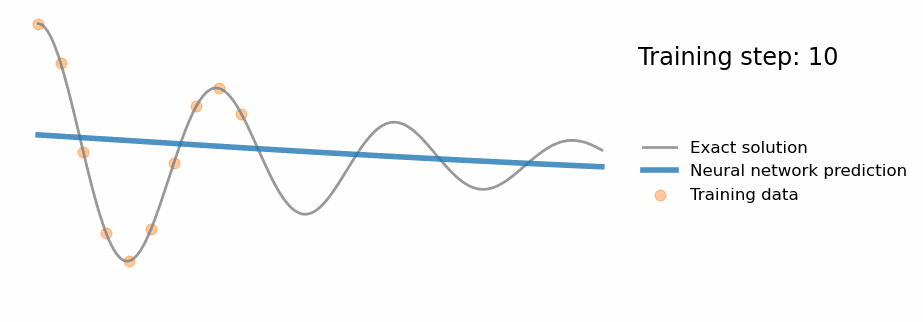 Training step: 10
Exact solution
Neural network prediction
Training data